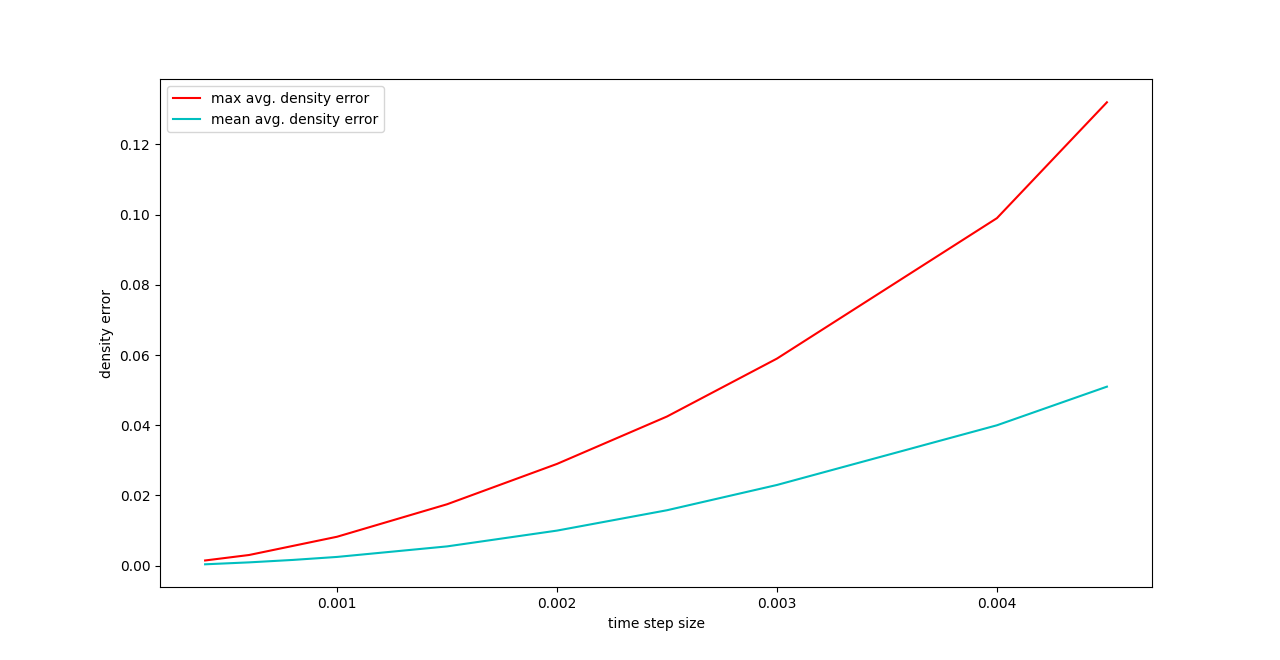 max avg. density error
mean avg. density error
0.12
0.10
0.08
0.06
0.04
0.02
0.00
density error
0.001 0.002 0.003 0.004
time step size